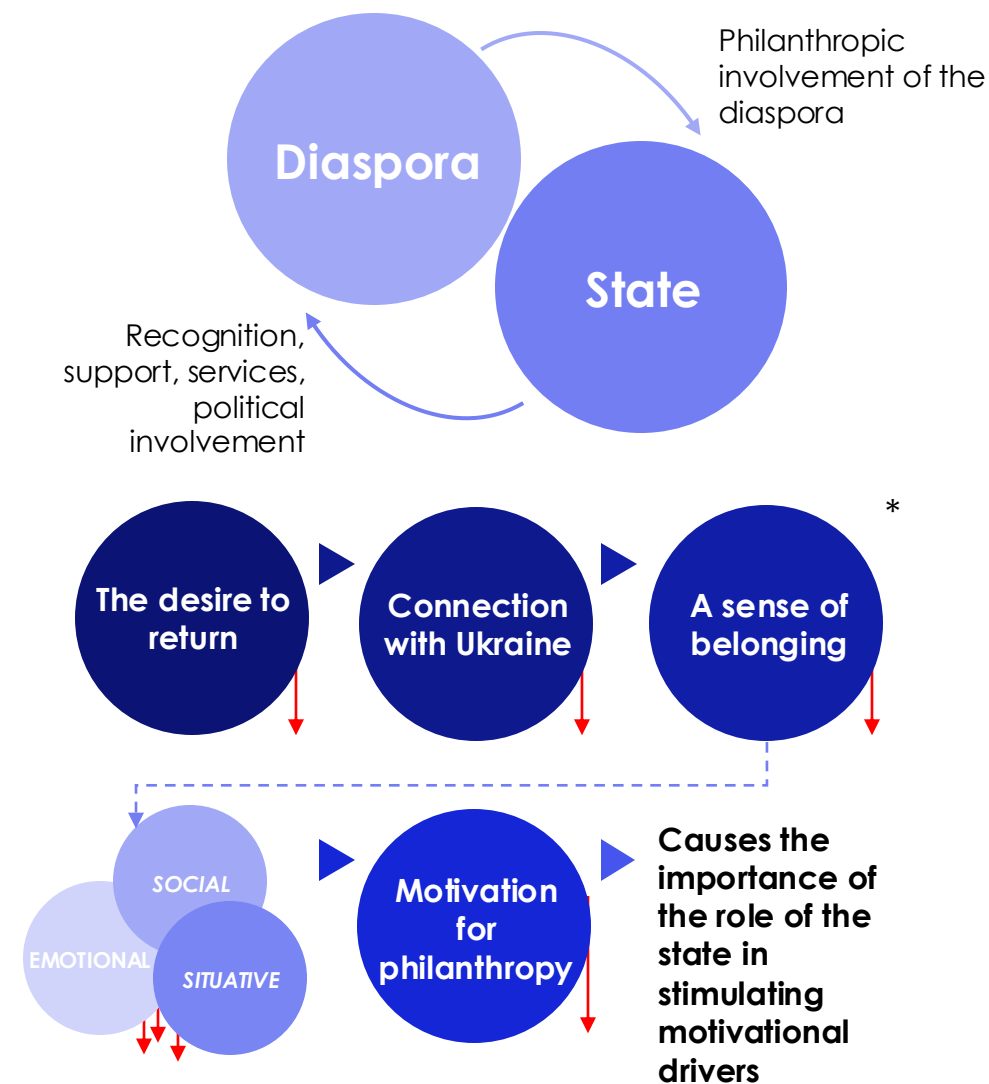 Philanthropic
involvement of the
diaspora
Diaspora
State
Recognition,
support, services,
political
involvement
*
The desire to
return
Connection
with Ukraine
A sense of
belonging
SOCIAL
EMOTIONAL
SITUATIVE
Motivation
for
philanthropy
Causes the
importance of
the role of the
state in
stimulating
motivational
drivers